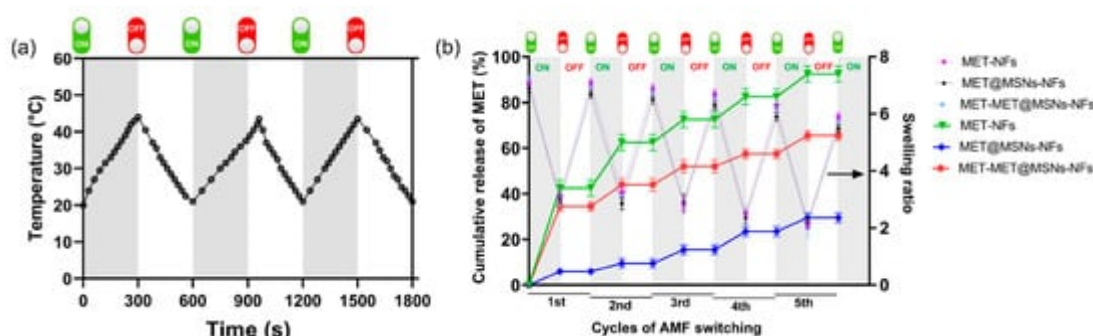 ON OFF ON OFF ON OFF
(a)
Temperature (°C)
60
50
40
30
20
10
0
0 300 600 900 1200 1500 1800
Time (s)
(b)
Cumulative release of MET (%)
100
80
60
40
20
0
ON OFF ON OFF ON OFF ON OFF ON OFF ON
8
6
4
2
0
Swelling ratio
1st 2nd 3rd 4th 5th
Cycles of AMF switching
MET-NFs
MET@MSNs-NFs
MET-MET@MSNs-NFs
MET-NFs
MET@MSNs-NFs
MET-MET@MSNs-NFs